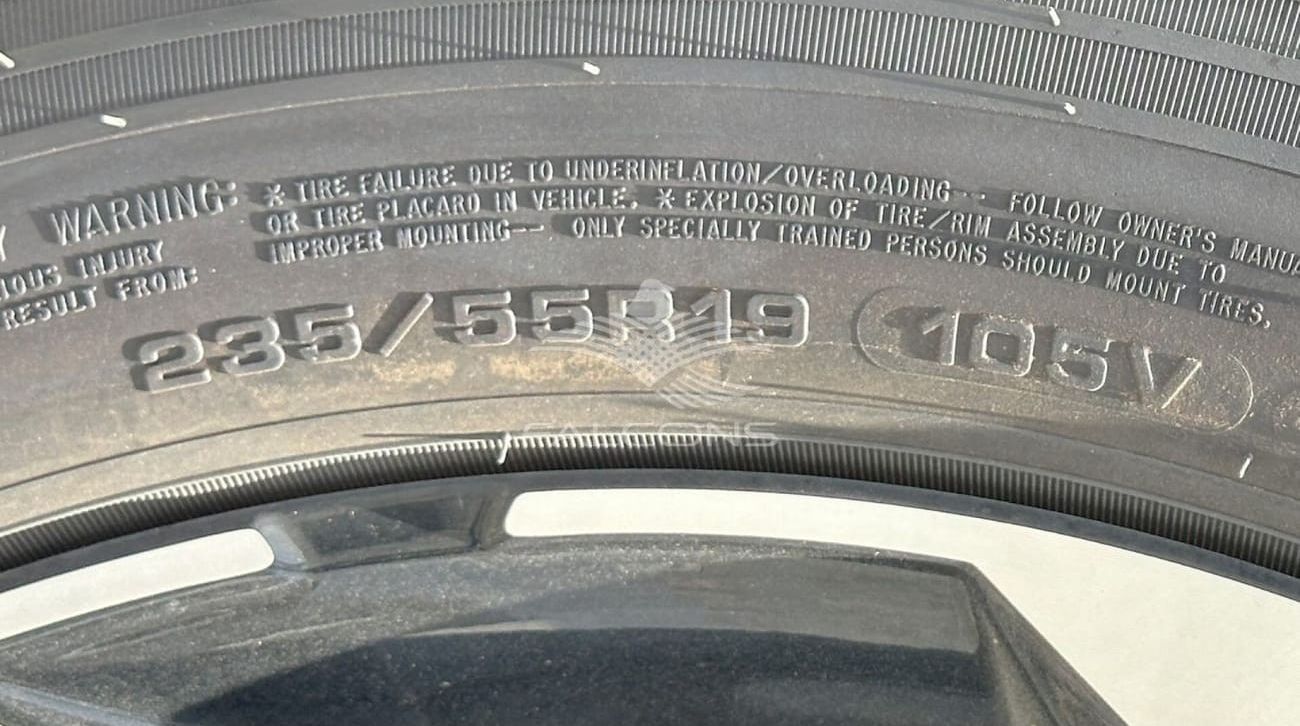 WARNING: * TIRE FAILURE DUE TO UNDERINFLATION/OVERLOADING-- FOLLOW OWNER'S MANUA
OR TIRE PLACARD IN VEHICLE. * EXPLOSION OF TIRE/RIM ASSEMBLY DUE TO
IMPROPER MOUNTING-- ONLY SPECIALLY TRAINED PERSONS SHOULD MOUNT TIRES.
IOUS INJURY
RESULT FROM:
235/55R19 105V
FALCONS